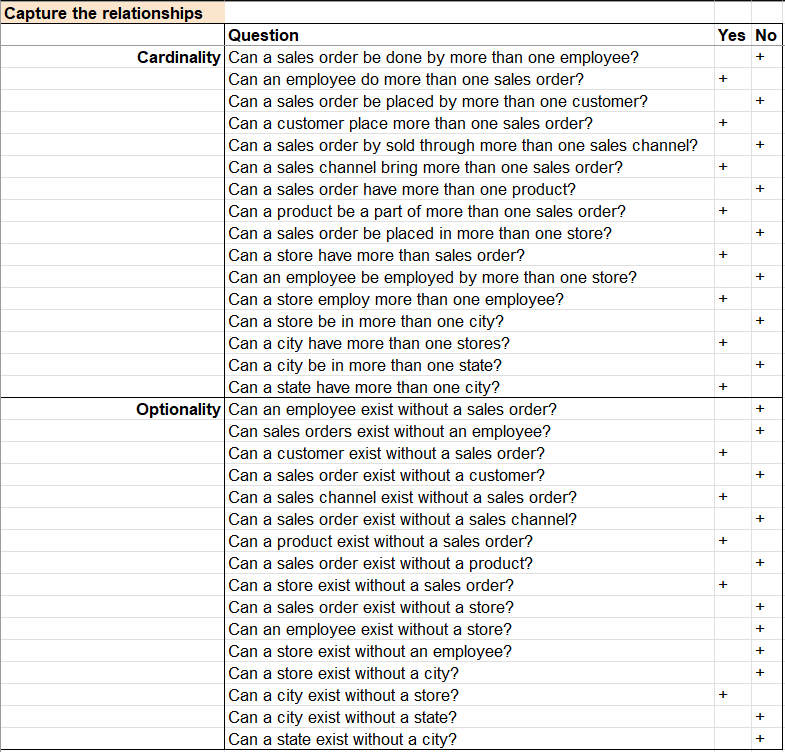 Capture the relationships
Question Yes No
Cardinality Can a sales order be done by more than one employee? +
Can an employee do more than one sales order? +
Can a sales order be placed by more than one customer? +
Can a customer place more than one sales order? +
Can a sales order by sold through more than one sales channel? +
Can a sales channel bring more than one sales order? +
Can a sales order have more than one product? +
Can a product be a part of more than one sales order? +
Can a sales order be placed in more than one store? +
Can a store have more than sales order? +
Can an employee be employed by more than one store? +
Can a store employ more than one employee? +
Can a store be in more than one city? +
Can a city have more than one stores? +
Can a city be in more than one state? +
Can a state have more than one city? +
Optionality Can an employee exist without a sales order? +
Can sales orders exist without an employee? +
Can a customer exist without a sales order? +
Can a sales order exist without a customer? +
Can a sales channel exist without a sales order? +
Can a sales order exist without a sales channel? +
Can a product exist without a sales order? +
Can a sales order exist without a product? +
Can a store exist without a sales order? +
Can a sales order exist without a store? +
Can an employee exist without a store? +
Can a store exist without an employee? +
Can a store exist without a city? +
Can a city exist without a store? +
Can a city exist without a state? +
Can a state exist without a city? +